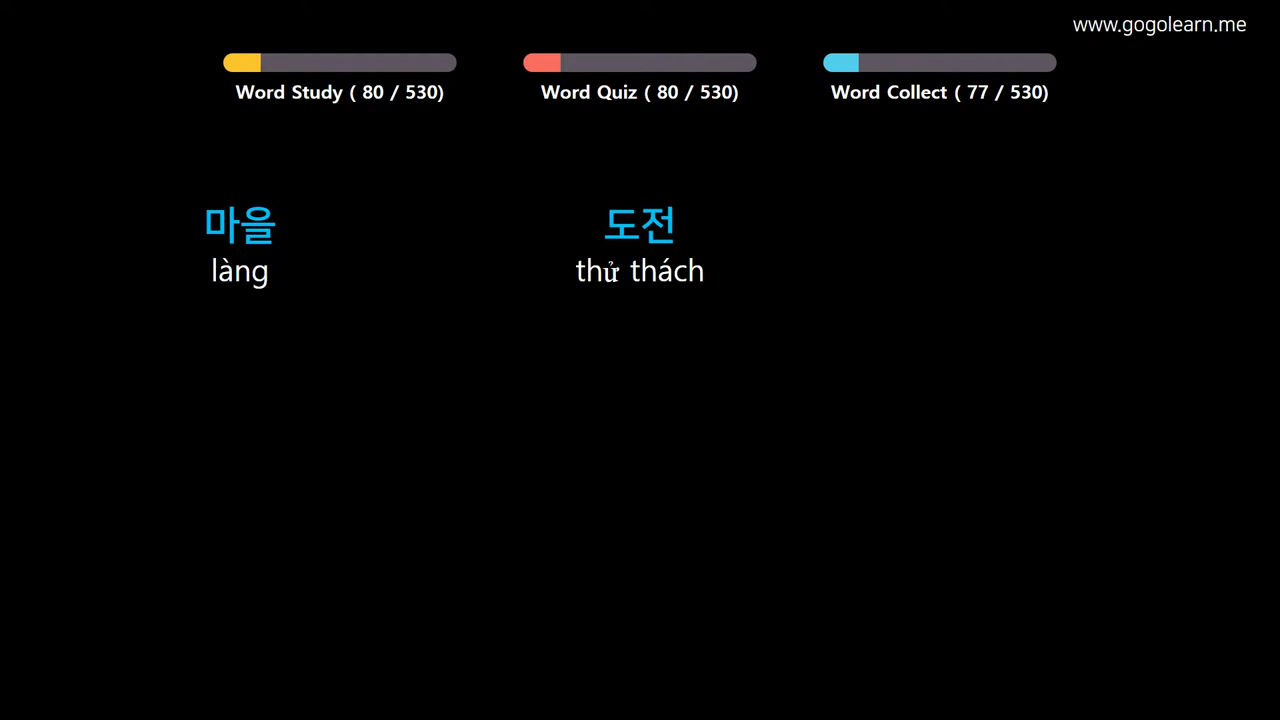 www.gogolearn.me
Word Study ( 80 / 530)
Word Quiz ( 80 / 530)
Word Collect ( 77 / 530)
마을
làng
도전
thử thách